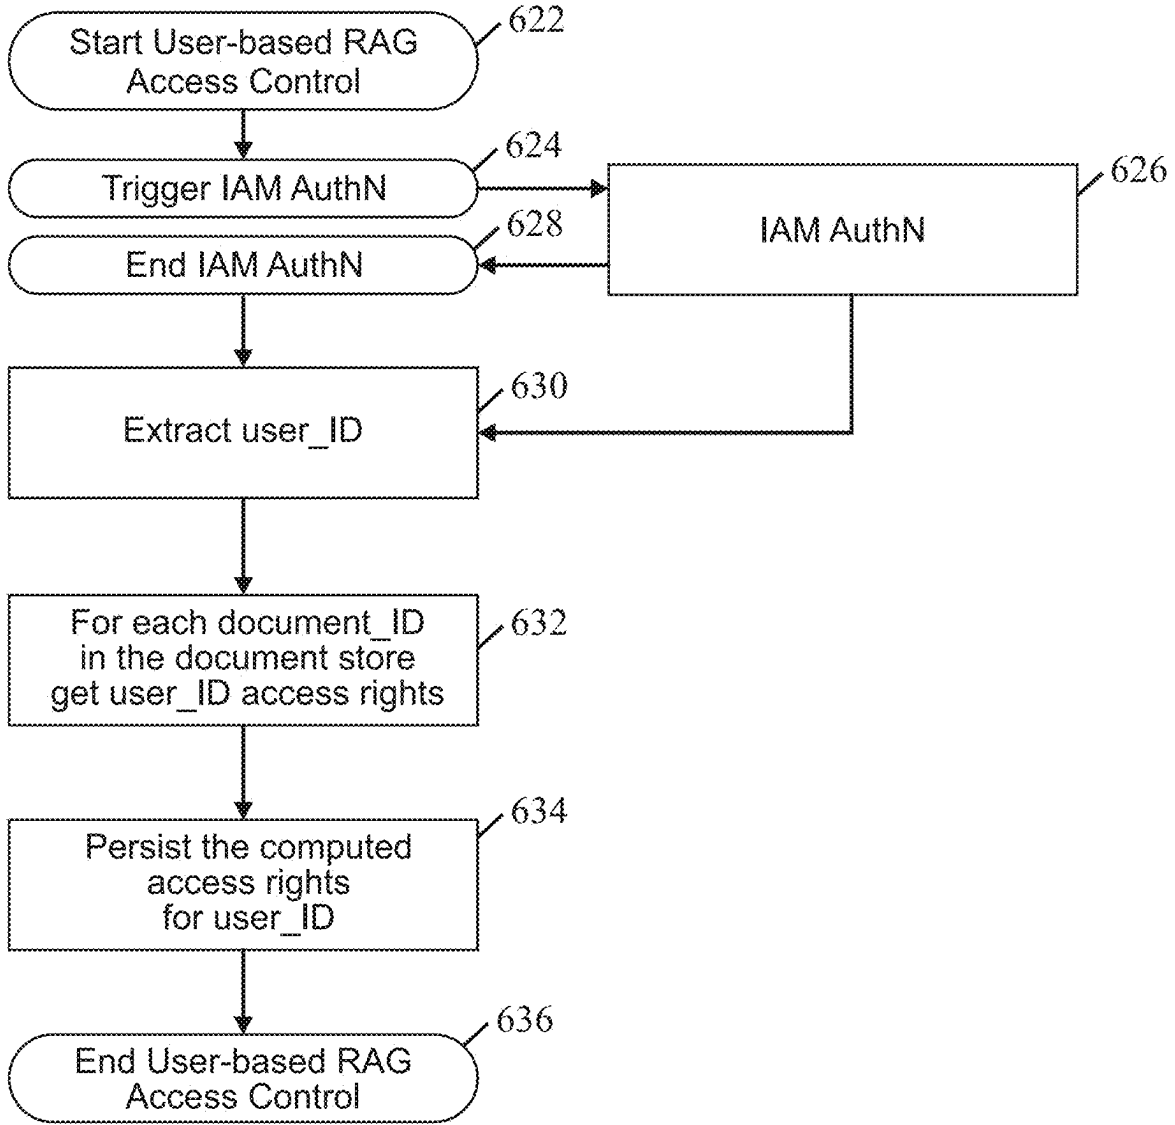 Start User-based RAG
Access Control
622
Trigger IAM AuthN
624
IAM AuthN
626
End IAM AuthN
628
Extract user_ID
630
For each document_ID
in the document store
get user_ID access rights
632
Persist the computed
access rights
for user_ID
634
End User-based RAG
Access Control
636